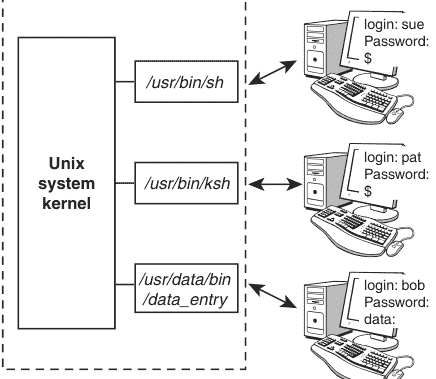 login: sue
Password:
$
/usr/bin/sh
Unix
system
kernel
/usr/bin/ksh
login: pat
Password:
$
/usr/data/bin
/data_entry
login: bob
Password:
data: